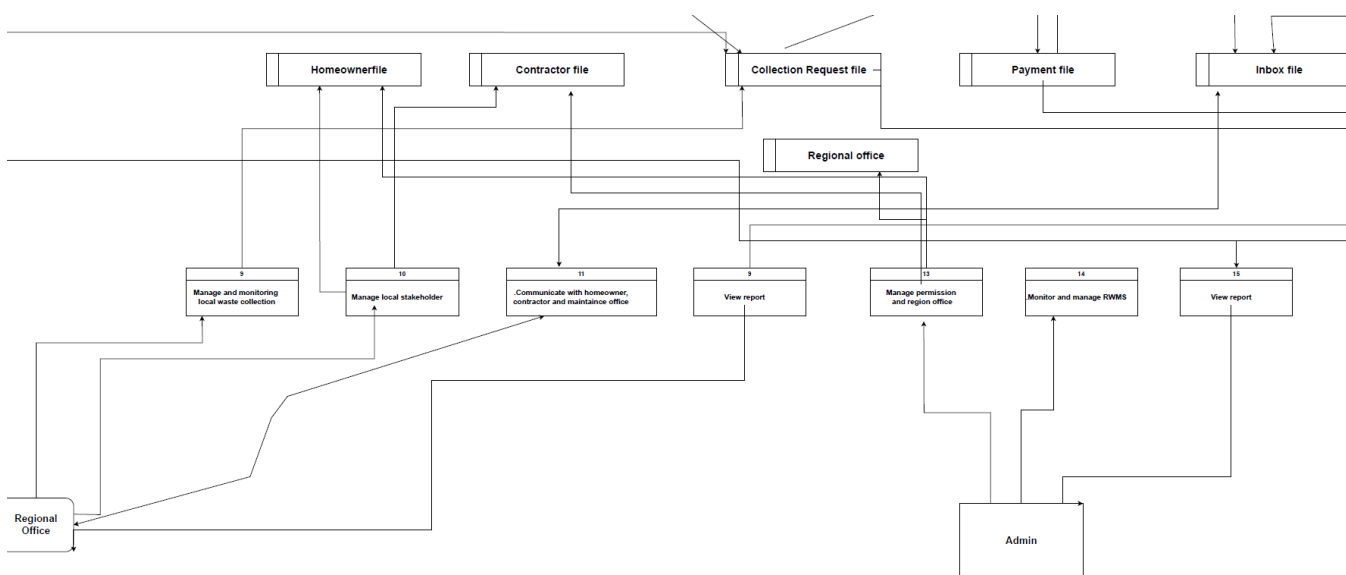 Homeownerfile
Contractor file
Collection Request file
Payment file
Inbox file
Regional office
9
Manage and monitoring
local waste collection
10
Manage local stakeholder
11
.Communicate with homeowner,
contractor and maintaince office
9
View report
13
Manage permission
and region office
14
.Monitor and manage RWMS
15
View report
Regional
Office
Admin